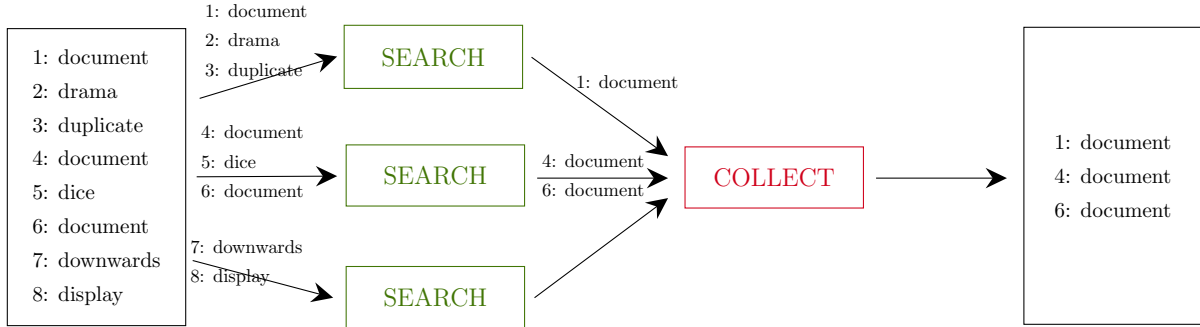 1: document
2: drama
3: duplicate
4: document
5: dice
6: document
7: downwards
8: display
1: document
2: drama
3: duplicate
4: document
5: dice
6: document
7: downwards
8: display
SEARCH
SEARCH
SEARCH
1: document
4: document
6: document
COLLECT
1: document
4: document
6: document